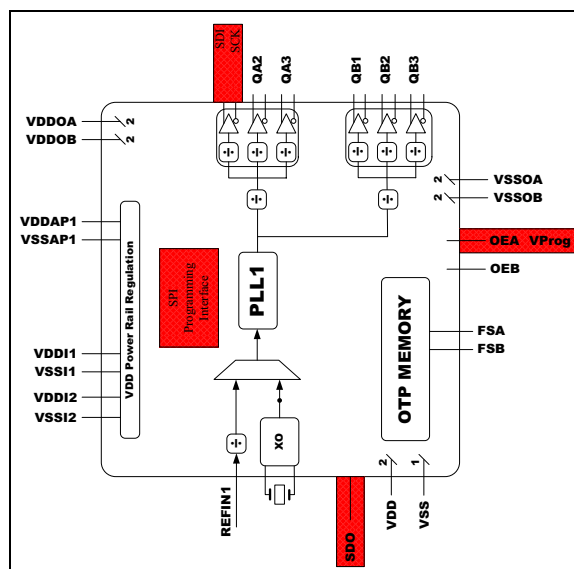 SDI
SCK
QA2
QA3
QB1
QB2
QB3
VDDOA
2
VDDOB
2
2
VSSOA
2
VSSOB
VDDAP1
VSSAP1
VDD Power Rail Regulation
OEA VProg
OEB
SPI
Programming
Interface
PLL1
VDDI1
VSSI1
VDDI2
VSSI2
OTP MEMORY
FSA
FSB
XO
REFIN1
2
1
VDD
VSS
SDO